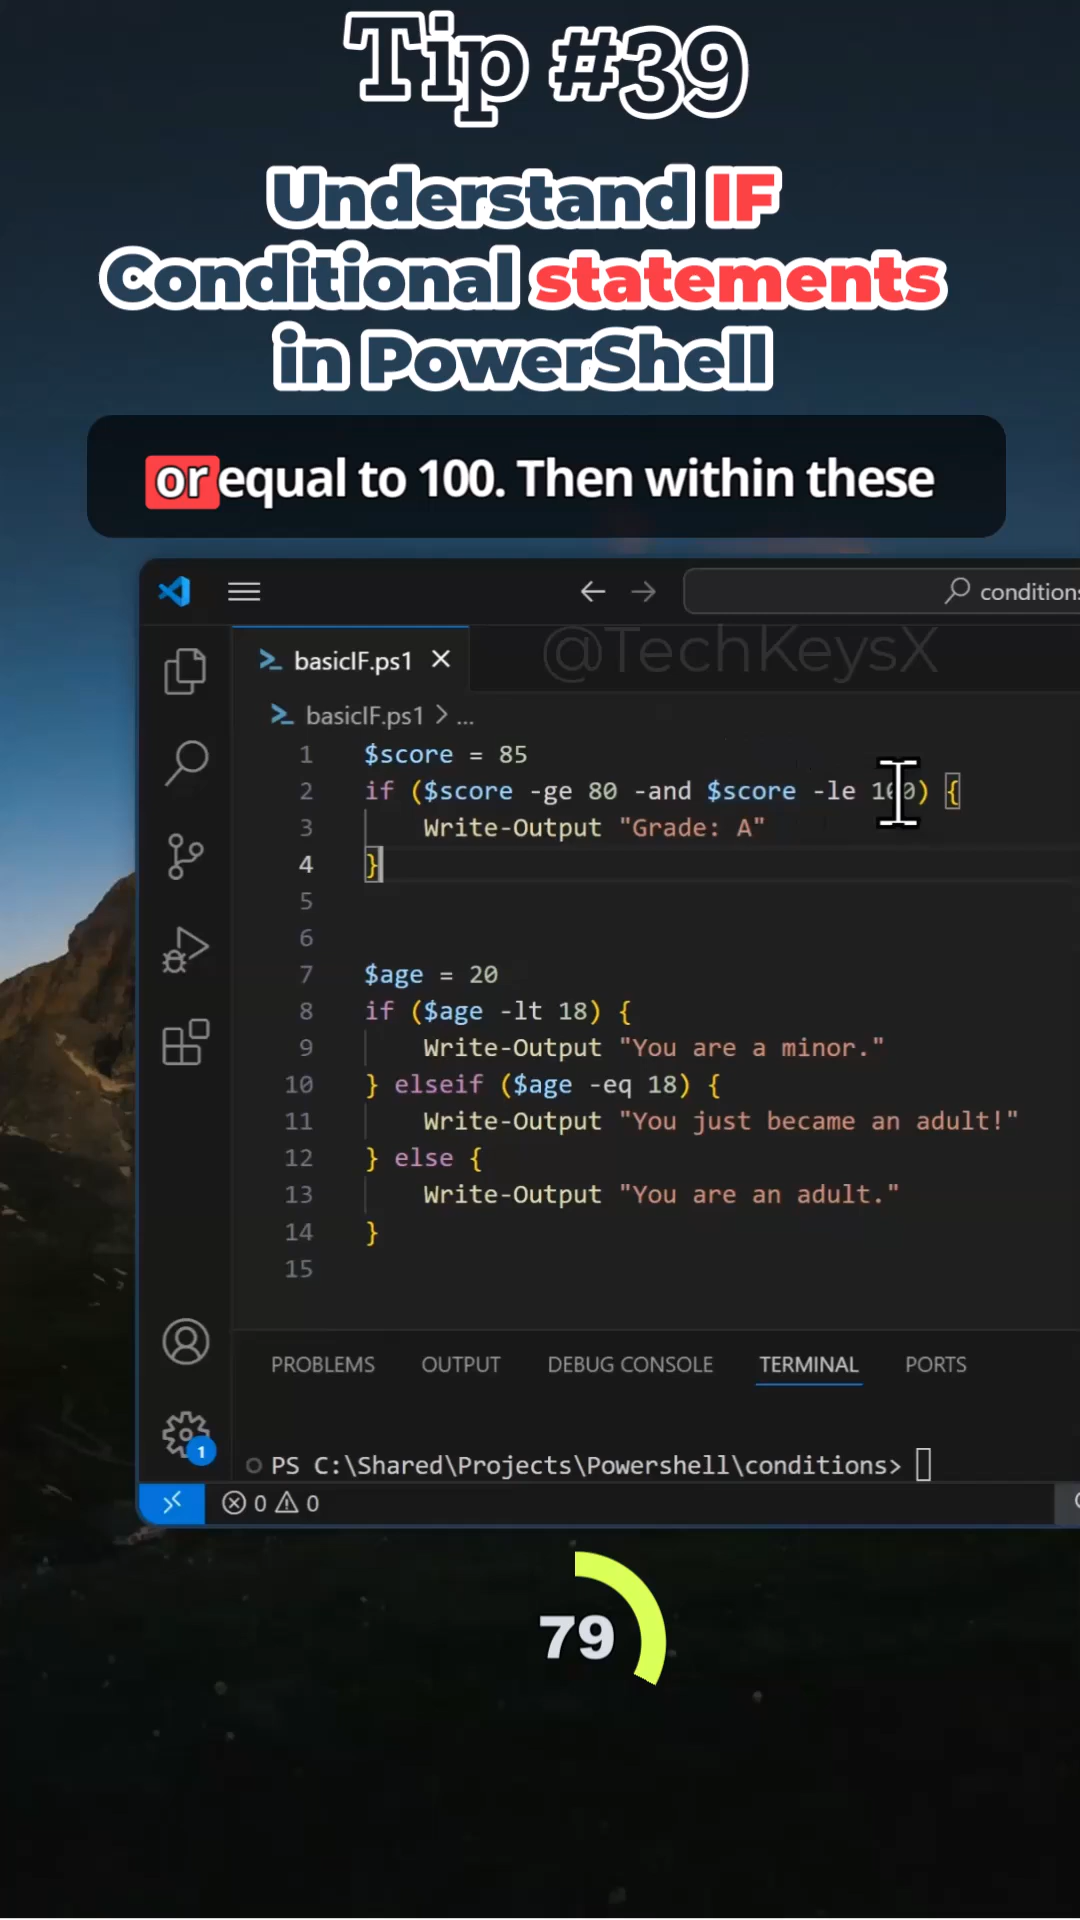 Tip #39
Understand IF
Conditional statements
in PowerShell
or equal to 100. Then within these
conditions
@TechKeysX
basicIF.ps1
basicIF.ps1 > ...
1 $score = 85
2 if ($score -ge 80 -and $score -le 100) {
3 Write-Output "Grade: A"
4 }
5
6
7 $age = 20
8 if ($age -lt 18) {
9 Write-Output "You are a minor."
10 } elseif ($age -eq 18) {
11 Write-Output "You just became an adult!"
12 } else {
13 Write-Output "You are an adult."
14 }
15
PROBLEMS OUTPUT DEBUG CONSOLE TERMINAL PORTS
1
PS C:\Shared\Projects\Powershell\conditions>
0 0
79